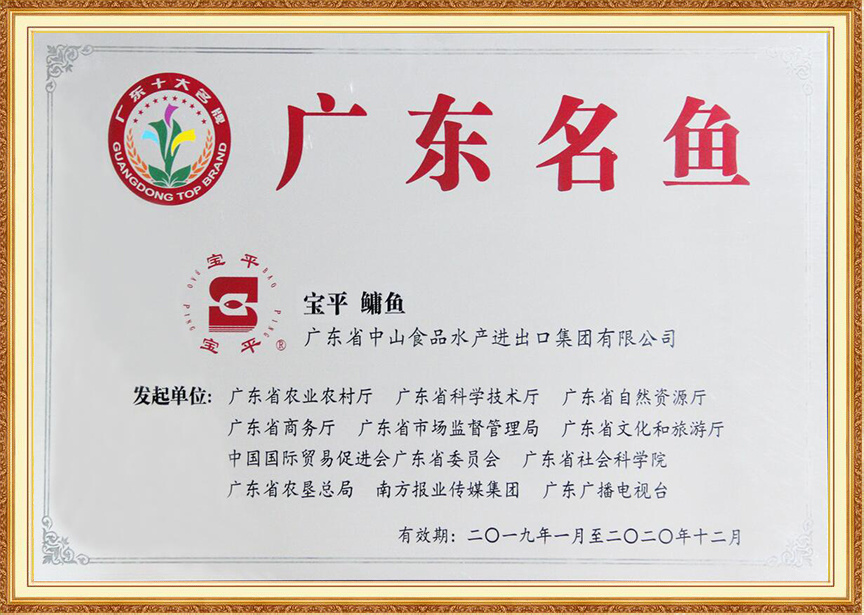 广东十大名牌
GUANGDONG TOP BRAND
广东名鱼
宝平 BAO PING
宝平 鳙鱼
广东省中山食品水产进出口集团有限公司
宝平®
发起单位: 广东省农业农村厅 广东省科学技术厅 广东省自然资源厅
广东省商务厅 广东省市场监督管理局 广东省文化和旅游厅
中国国际贸易促进会广东省委员会 广东省社会科学院
广东省农垦总局 南方报业传媒集团 广东广播电视台
有效期: 二〇一九年一月至二〇二〇年十二月